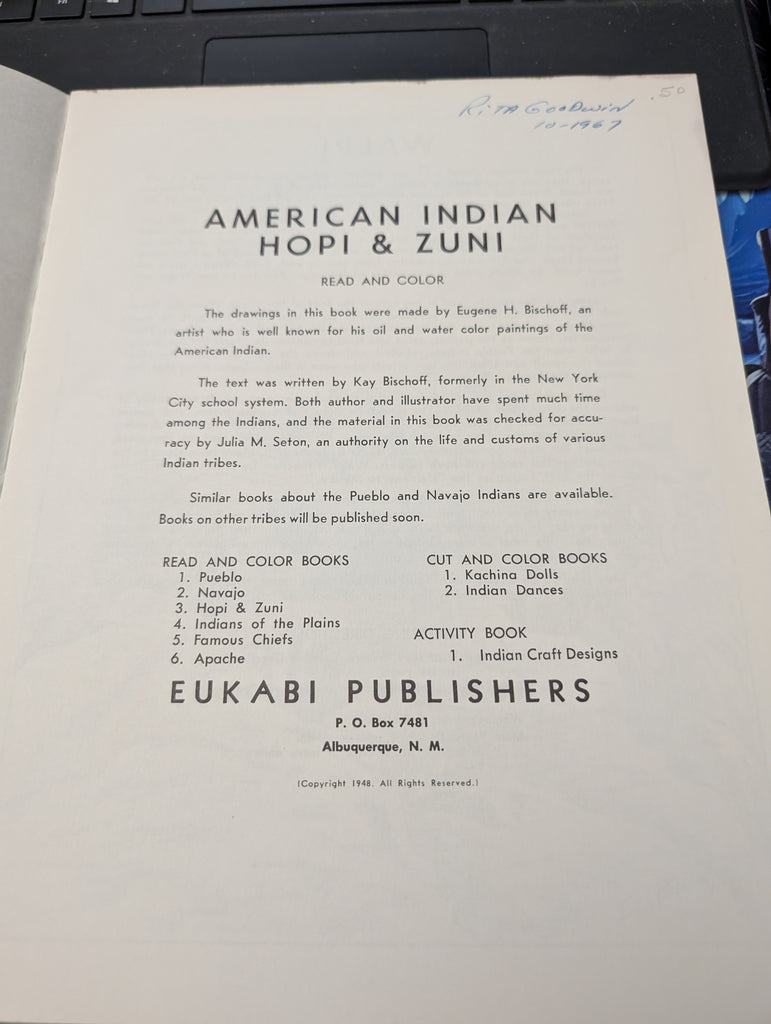 .50
Rita Goodwin
10-1967
AMERICAN INDIAN
HOPI & ZUNI
READ AND COLOR
The drawings in this book were made by Eugene H. Bischoff, an
artist who is well known for his oil and water color paintings of the
American Indian.
The text was written by Kay Bischoff, formerly in the New York
City school system. Both author and illustrator have spent much time
among the Indians, and the material in this book was checked for accu-
racy by Julia M. Seton, an authority on the life and customs of various
Indian tribes.
Similar books about the Pueblo and Navajo Indians are available.
Books on other tribes will be published soon.
READ AND COLOR BOOKS
1. Pueblo
2. Navajo
3. Hopi & Zuni
4. Indians of the Plains
5. Famous Chiefs
6. Apache
CUT AND COLOR BOOKS
1. Kachina Dolls
2. Indian Dances
ACTIVITY BOOK
1. Indian Craft Designs
EUKABI PUBLISHERS
P. O. Box 7481
Albuquerque, N. M.
(Copyright 1948. All Rights Reserved.)